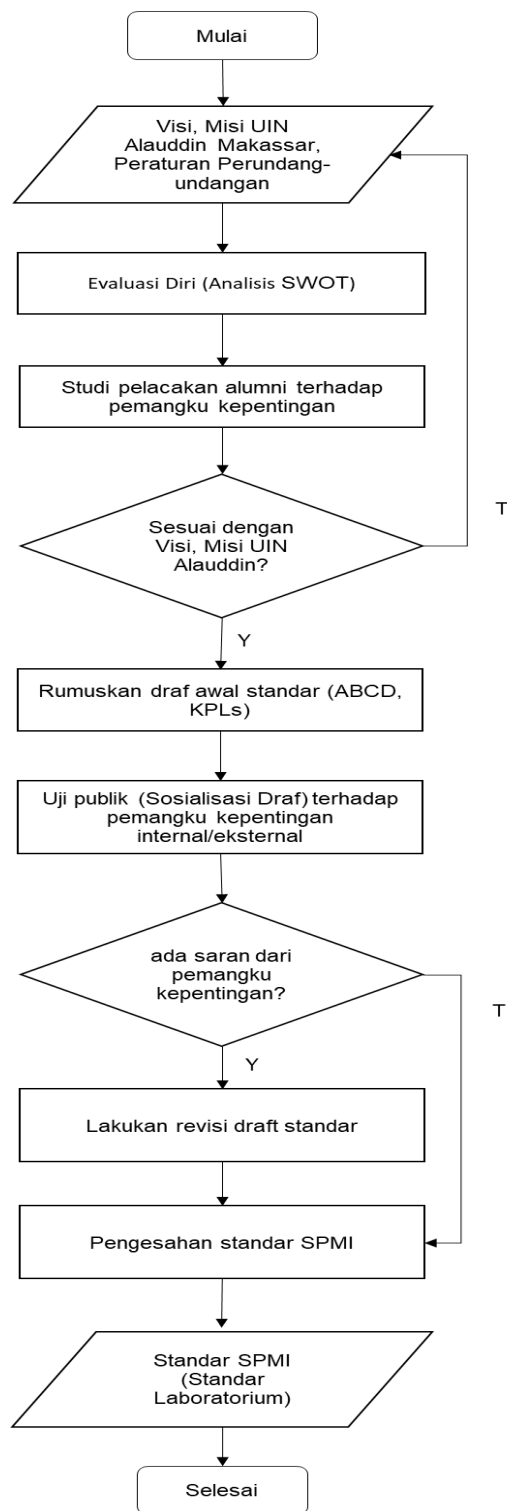 Mulai
Visi, Misi UIN
Alauddin Makassar,
Peraturan Perundang-
undangan
Evaluasi Diri (Analisis SWOT)
Studi pelacakan alumni terhadap
pemangku kepentingan
Sesuai dengan
Visi, Misi UIN
Alauddin?
T
Y
Rumuskan draf awal standar (ABCD,
KPLs)
Uji publik (Sosialisasi Draf) terhadap
pemangku kepentingan
internal/eksternal
ada saran dari
pemangku
kepentingan?
T
Y
Lakukan revisi draft standar
Pengesahan standar SPMI
Standar SPMI
(Standar
Laboratorium)
Selesai